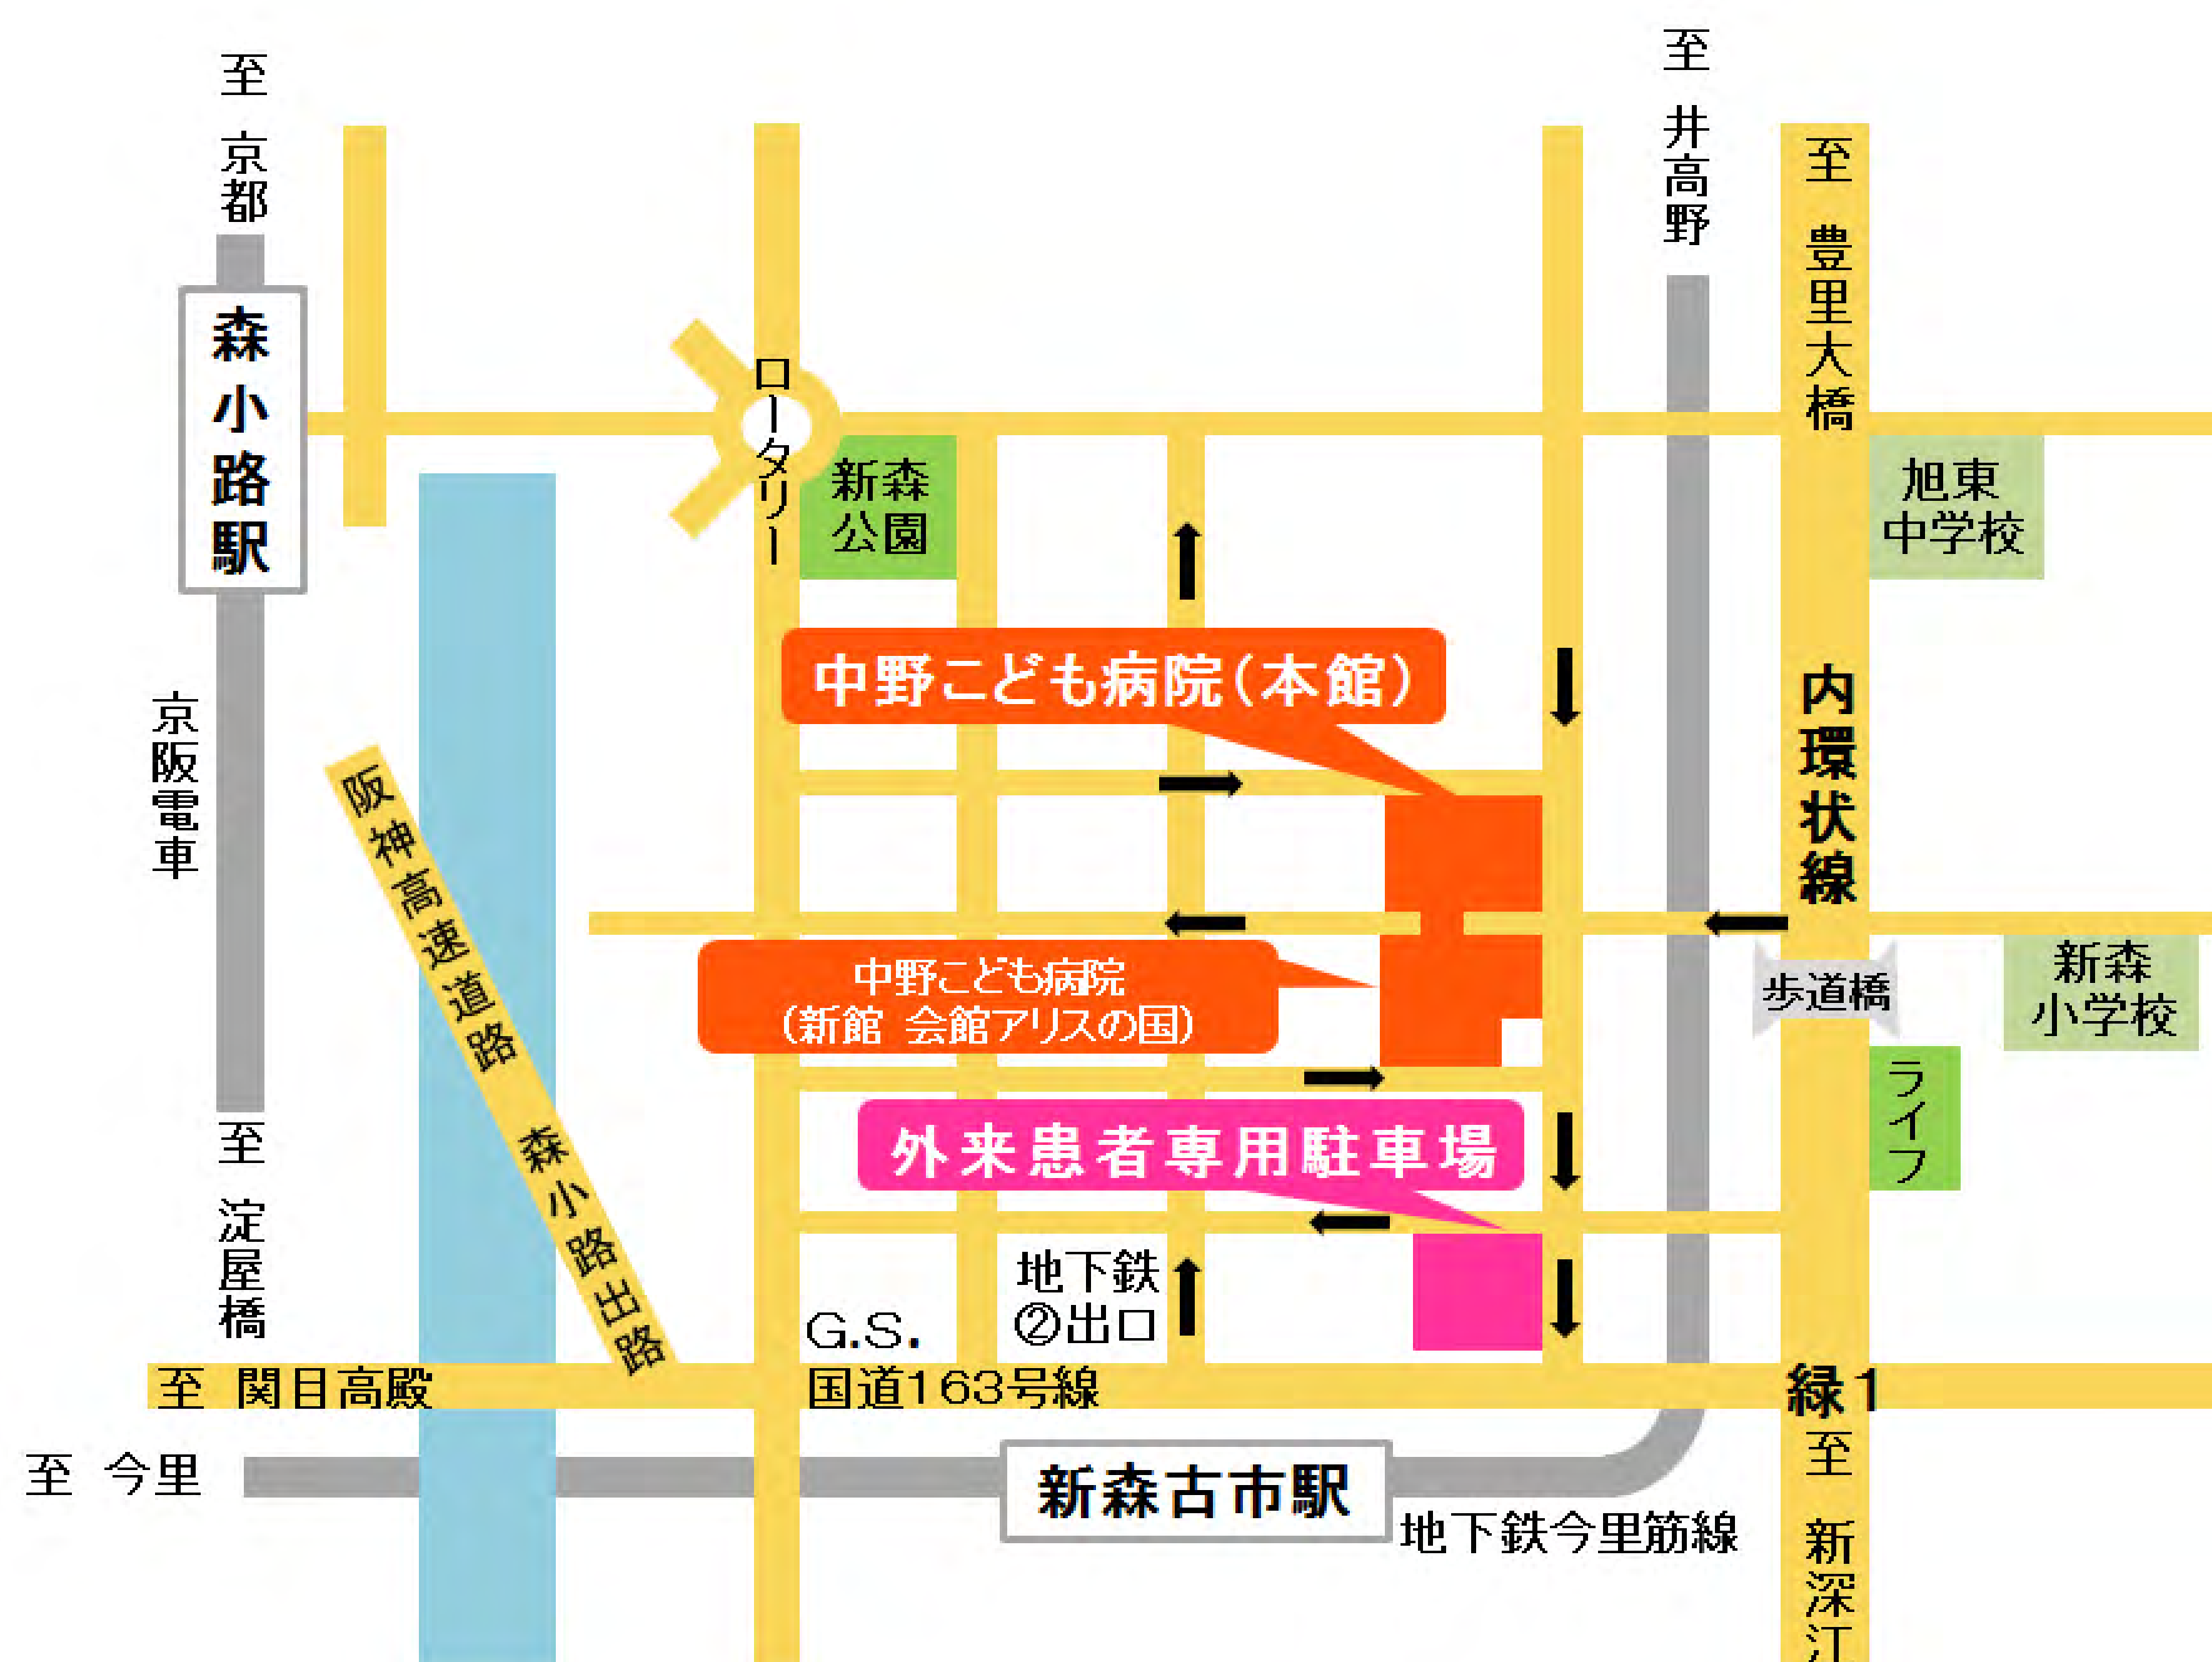 至 京都
森小路駅
京阪電車
至 淀屋橋
阪神高速道路 森小路出路
ロータリー
新森
公園
至 井高野
至 豊里大橋
旭東
中学校
中野こども病院（本館）
内環状線
中野こども病院
（新館 会館アリスの国）
歩道橋
新森
小学校
ライフ
外来患者専用駐車場
地下鉄
②出口
G.S.
至 関目高殿
国道163号線
緑1
至 今里
新森古市駅
地下鉄今里筋線
至 新深江